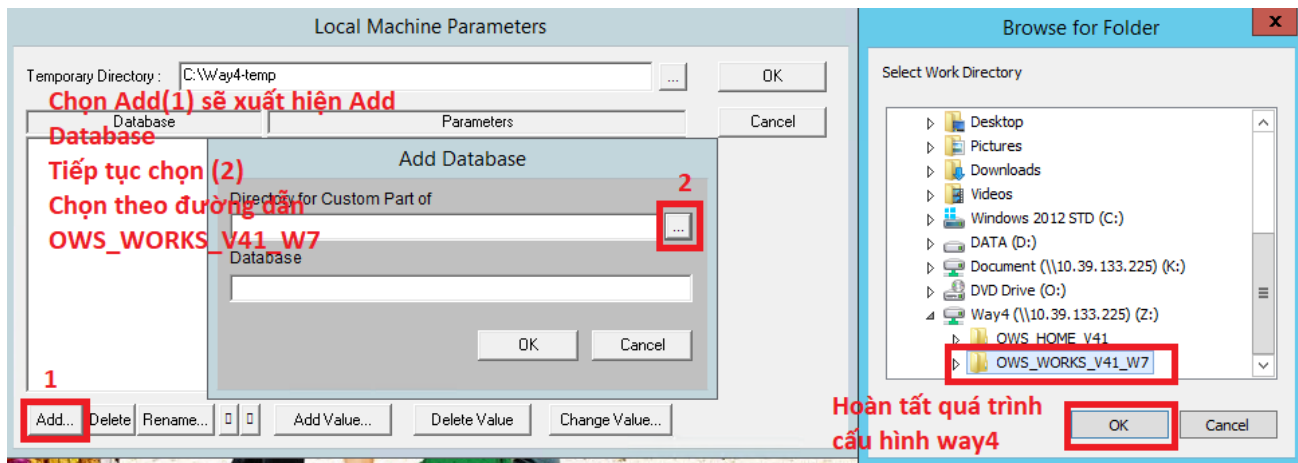 Local Machine Parameters
Temporary Directory : C:\Way4-temp ... OK
Chọn Add(1) sẽ xuất hiện Add
Database
Tiếp tục chọn (2)
Chọn theo đường dẫn
OWS_WORKS_V41_W7
Database Parameters Cancel
Add Database
Directory for Custom Part of
2
...
Database
OK Cancel
1
Add... Delete Rename... Add Value... Delete Value Change Value...
Browse for Folder x
Select Work Directory
Desktop
Pictures
Downloads
Videos
Windows 2012 STD (C:)
DATA (D:)
Document (\\10.39.133.225) (K:)
DVD Drive (O:)
Way4 (\\10.39.133.225) (Z:)
OWS_HOME_V41
OWS_WORKS_V41_W7
Hoàn tất quá trình
cấu hình way4
OK Cancel